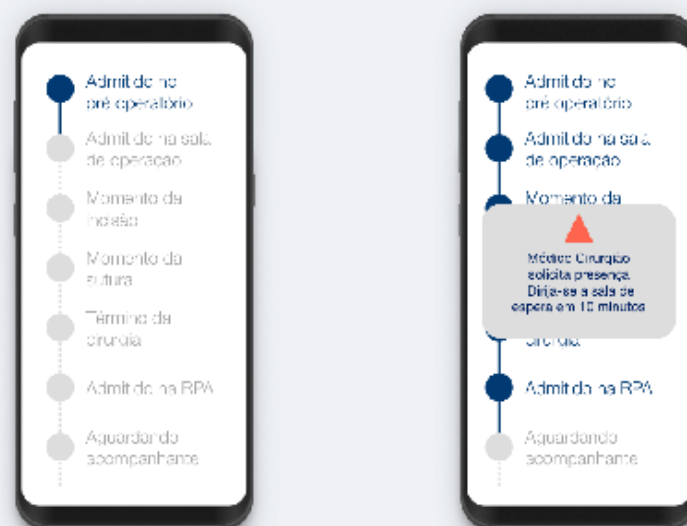 Admitido no
pré operatório
Admitido na sala
de operação
Momento da
incisão
Momento da
sutura
Término da
cirurgia
Admitido na RPA
Aguardando
acompanhante
Admitido no
pré operatório
Admitido na sala
de operação
Momento da
Médico Cirurgião
solicita presença
Dirija-se a sala de
espera em 10 minutos
cirurgia
Admitido na RPA
Aguardando
acompanhante